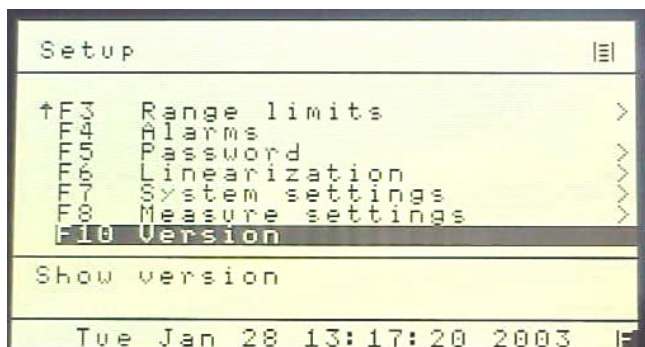 Setup
↑F3 Range limits >
F4 Alarms
F5 Password >
F6 Linearization >
F7 System settings >
F8 Measure settings >
F10 Version
Show version
Tue Jan 28 13:17:20 2003 F